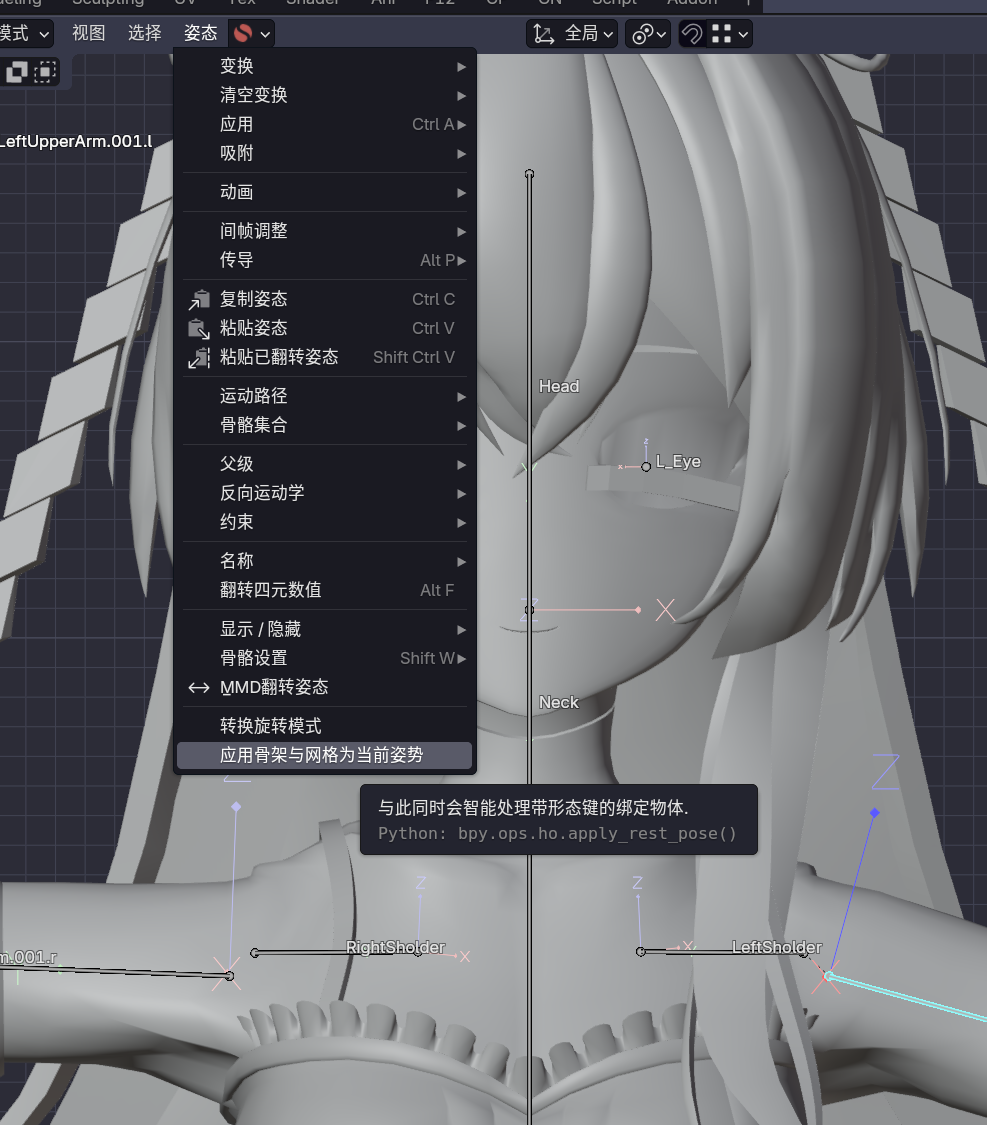 模式
视图
选择
姿态
全局
LeftUpperArm.001.l
变换
清空变换
应用 Ctrl A
吸附
动画
间帧调整
传导 Alt P
复制姿态 Ctrl C
粘贴姿态 Ctrl V
粘贴已翻转姿态 Shift Ctrl V
运动路径
骨骼集合
父级
反向运动学
约束
名称
翻转四元数值 Alt F
显示 / 隐藏
骨骼设置 Shift W
MMD翻转姿态
转换旋转模式
应用骨架与网格为当前姿势
与此同时会智能处理带形态键的绑定物体.
Python: bpy.ops.ho.apply_rest_pose()
Head
z
x
L_Eye
Z
X
Neck
Z
Z
Z
Z
RightSholder
X
X
LeftSholder
m.001.r
X
X